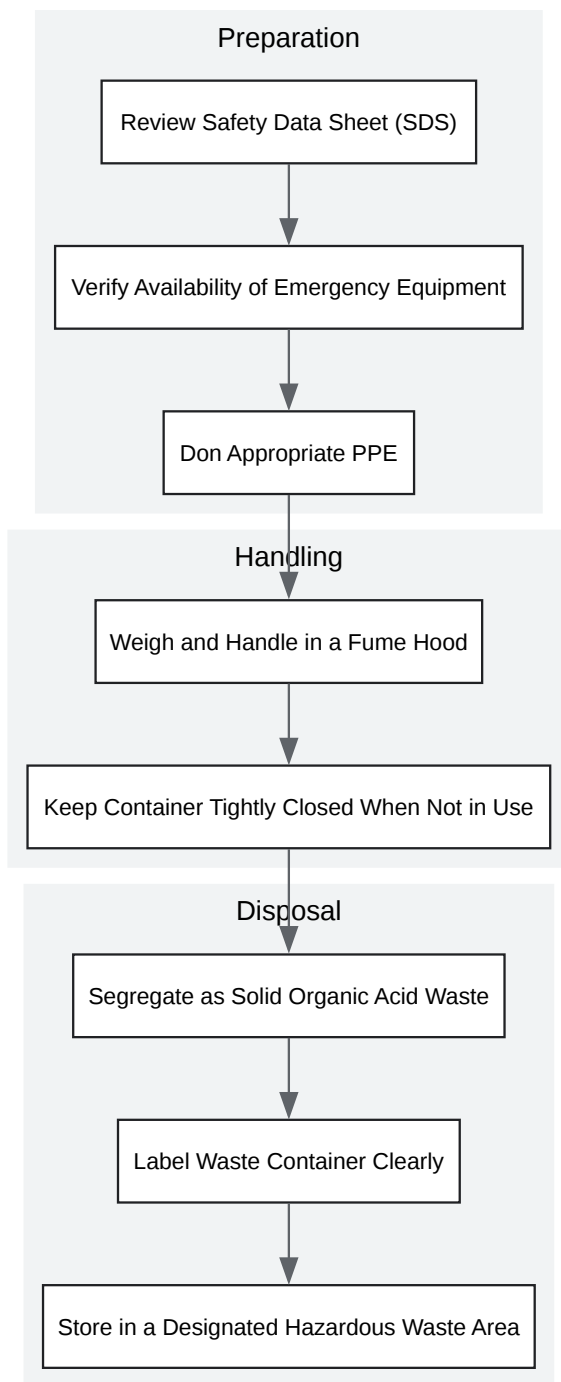 Preparation
Review Safety Data Sheet (SDS)
Verify Availability of Emergency Equipment
Don Appropriate PPE
Handling
Weigh and Handle in a Fume Hood
Keep Container Tightly Closed When Not in Use
Disposal
Segregate as Solid Organic Acid Waste
Label Waste Container Clearly
Store in a Designated Hazardous Waste Area